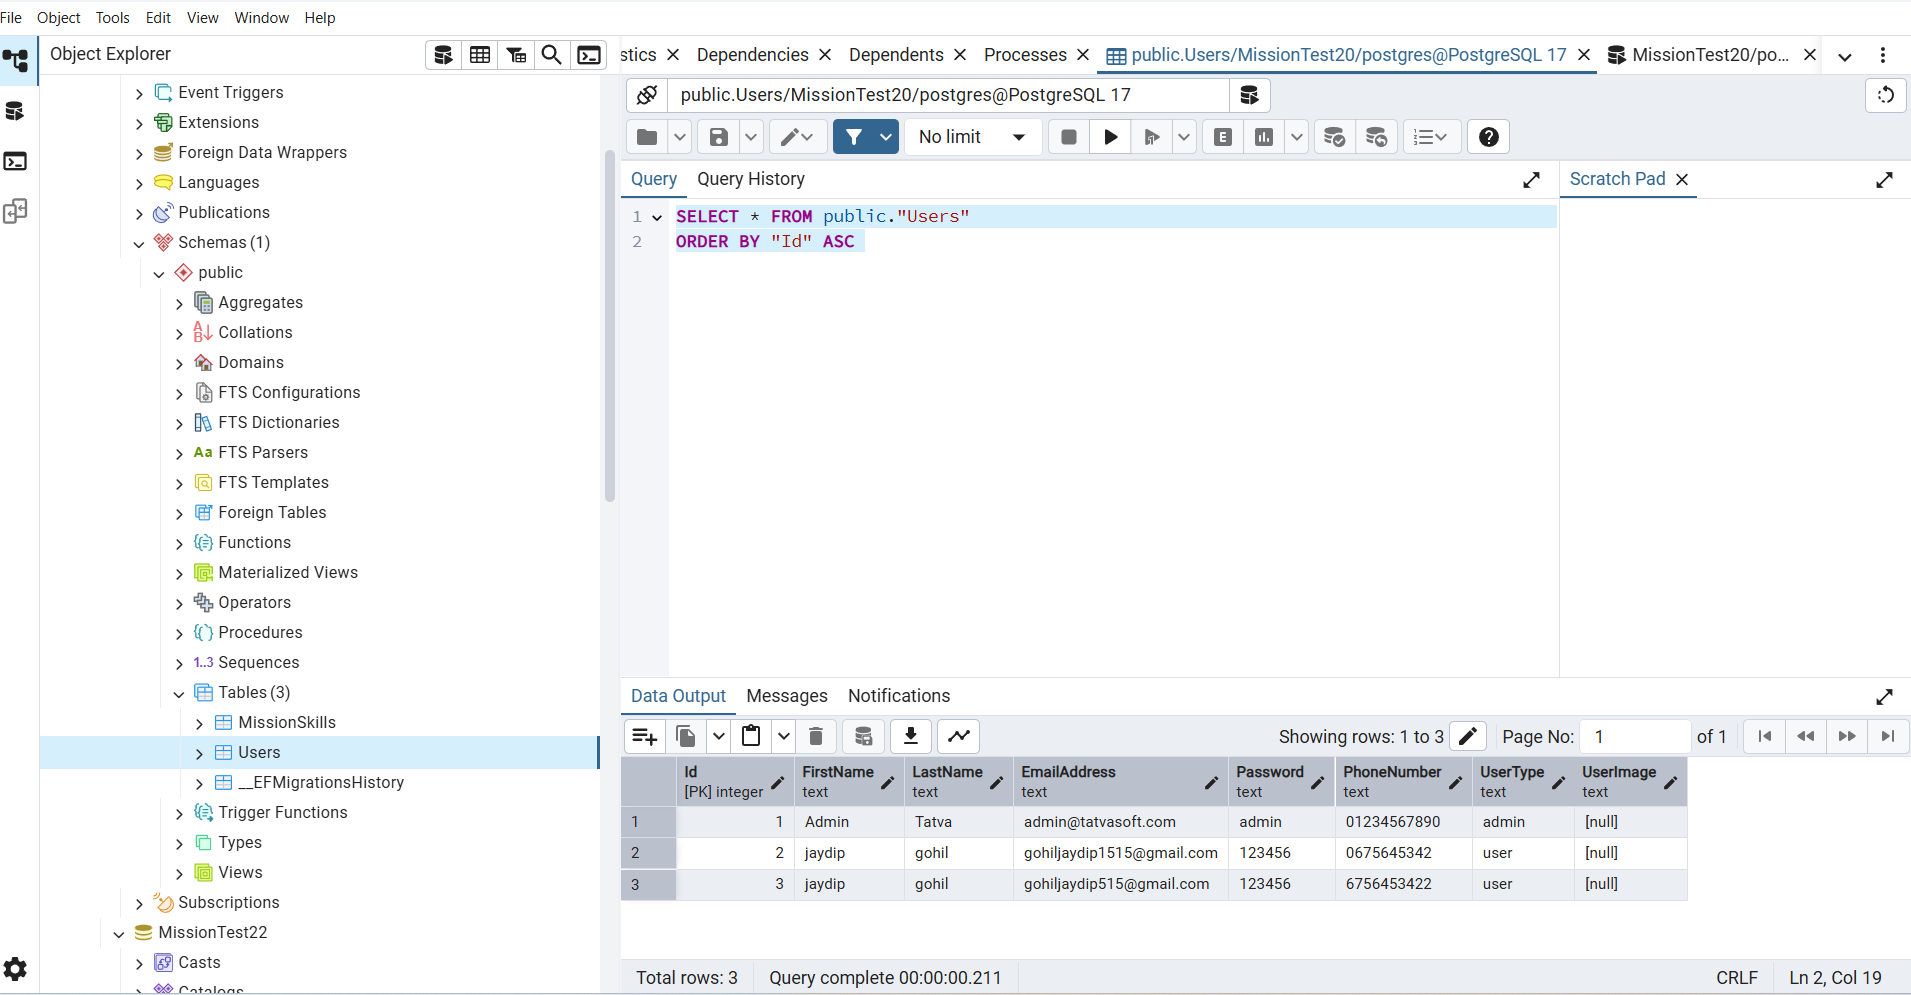 File Object Tools Edit View Window Help
Object Explorer
stics Dependencies Dependents Processes public.Users/MissionTest20/postgres@PostgreSQL 17 MissionTest20/po...
public.Users/MissionTest20/postgres@PostgreSQL 17
No limit
E
Query Query History
Scratch Pad
1 SELECT * FROM public."Users"
2 ORDER BY "Id" ASC
Event Triggers
Extensions
Foreign Data Wrappers
Languages
Publications
Schemas (1)
public
Aggregates
Collations
Domains
FTS Configurations
FTS Dictionaries
Aa FTS Parsers
FTS Templates
Foreign Tables
Functions
Materialized Views
Operators
Procedures
1..3 Sequences
Tables (3)
MissionSkills
Users
__EFMigrationsHistory
Trigger Functions
Types
Views
Subscriptions
MissionTest22
Casts
Catalogs
Data Output Messages Notifications
Showing rows: 1 to 3 Page No: 1 of 1
Id FirstName LastName EmailAddress Password PhoneNumber UserType UserImage
[PK] integer text text text text text text text
1 1 Admin Tatva admin@tatvasoft.com admin 01234567890 admin [null]
2 2 jaydip gohil gohiljaydip1515@gmail.com 123456 0675645342 user [null]
3 3 jaydip gohil gohiljaydip515@gmail.com 123456 6756453422 user [null]
Total rows: 3 Query complete 00:00:00.211 CRLF Ln 2, Col 19